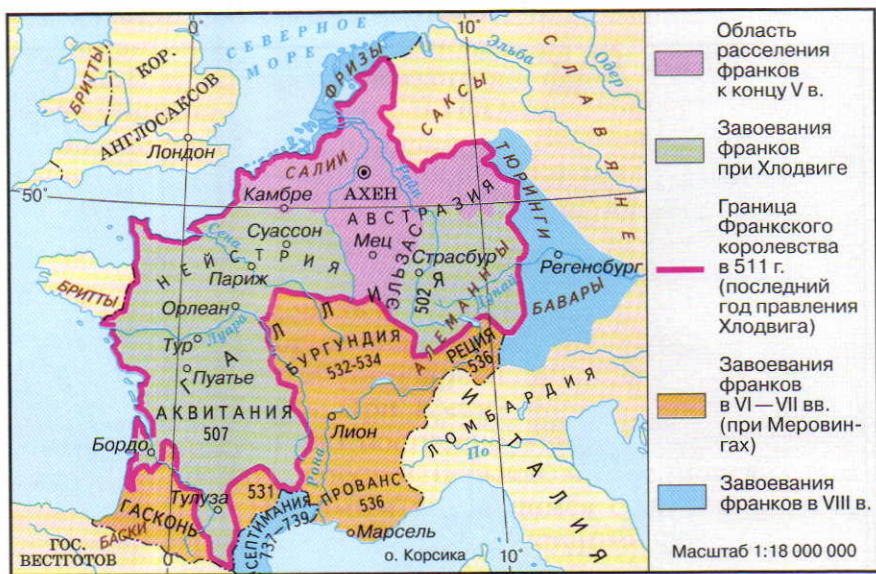 0°
10°
СЕВЕРНОЕ
МОРЕ
Эльба
Одер
СЛАВЯНЕ
БРИТТЫ
КОР.
АНГЛОСАКСОВ
Лондон
ФРИЗЫ
САКСЫ
50°
САЛИИ
Рейн
АХЕН
Камбре
АВСТРАЗИЯ
ТЮРИНГИ
Суассон
Сена
Мец
ЭЛЬЗАС
Страсбур
502
Регенсбург
НЕЙСТРИЯ
Париж
БРИТТЫ
Орлеан
Луара
Дунай
БАВАРЫ
АЛЕМАННЫ
ГАЛЛИЯ
Тур
БУРГУНДИЯ
532-534
РЕЦИЯ
536
Пуатье
АКВИТАНИЯ
507
Лион
ЛОМБАРДИЯ
ИТАЛИЯ
По
Бордо
Рона
Тулуза
531
ПРОВАНС
536
ГАСКОНЬ
БАСКИ
СЕПТИМАНИЯ
737-739
Марсель
ГОС.
ВЕСТГОТОВ
о. Корсика
0°
10°
Область
расселения
франков
к концу V в.
Завоевания
франков
при Хлодвиге
Граница
Франкского
королевства
в 511 г.
(последний
год правления
Хлодвига)
Завоевания
франков
в VI — VII вв.
(при Меровин-
гах)
Завоевания
франков в VIII в.
Масштаб 1:18 000 000